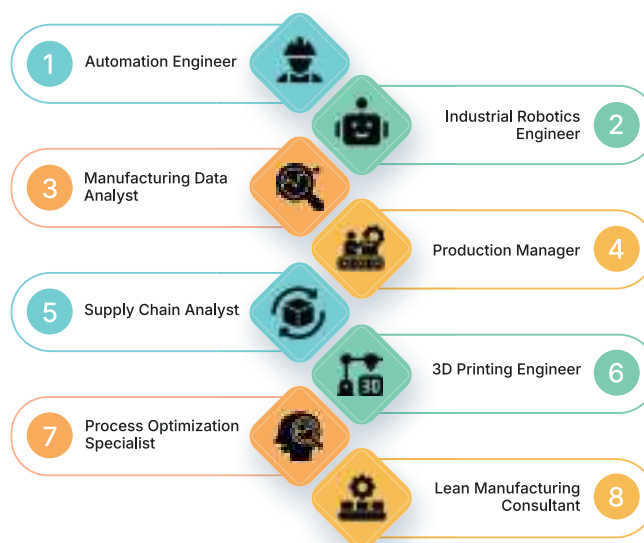 1
Automation Engineer
Industrial Robotics
Engineer
2
3
Manufacturing Data
Analyst
Production Manager
4
5
Supply Chain Analyst
3D Printing Engineer
6
3D
7
Process Optimization
Specialist
Lean Manufacturing
Consultant
8